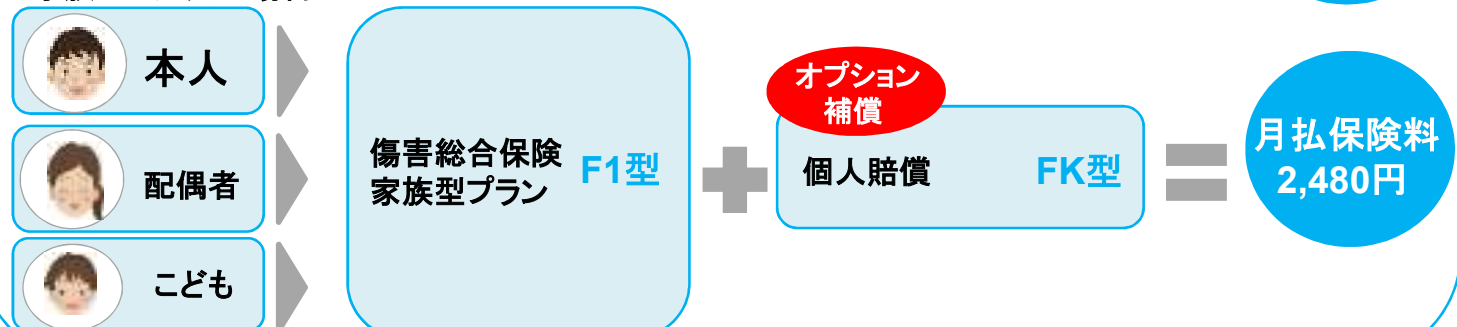 本人
配偶者
こども
傷害総合保険
家族型プラン
F1型
オプション
補償
個人賠償
FK型
月払保険料
2,480円